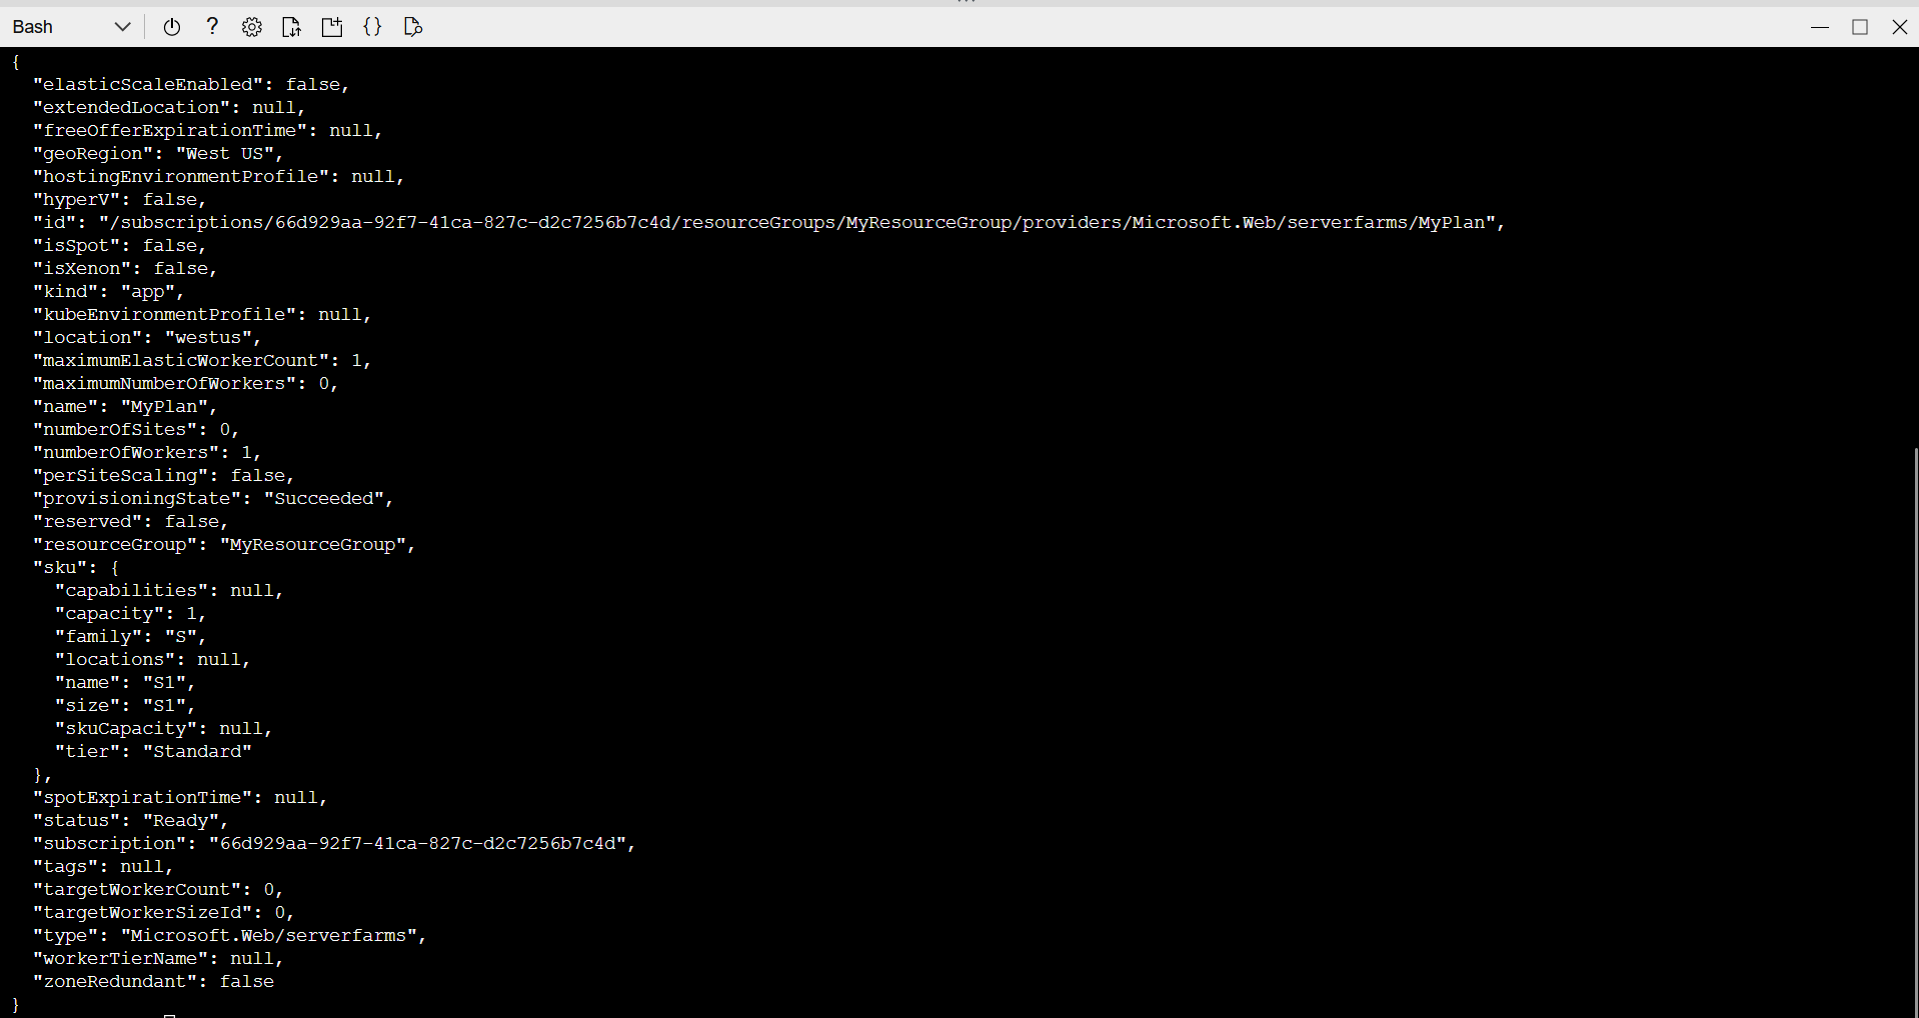 Bash
{
  "elasticScaleEnabled": false,
  "extendedLocation": null,
  "freeOfferExpirationTime": null,
  "geoRegion": "West US",
  "hostingEnvironmentProfile": null,
  "hyperV": false,
  "id": "/subscriptions/66d929aa-92f7-41ca-827c-d2c7256b7c4d/resourceGroups/MyResourceGroup/providers/Microsoft.Web/serverfarms/MyPlan",
  "isSpot": false,
  "isXenon": false,
  "kind": "app",
  "kubeEnvironmentProfile": null,
  "location": "westus",
  "maximumElasticWorkerCount": 1,
  "maximumNumberOfWorkers": 0,
  "name": "MyPlan",
  "numberOfSites": 0,
  "numberOfWorkers": 1,
  "perSiteScaling": false,
  "provisioningState": "Succeeded",
  "reserved": false,
  "resourceGroup": "MyResourceGroup",
  "sku": {
    "capabilities": null,
    "capacity": 1,
    "family": "S",
    "locations": null,
    "name": "S1",
    "size": "S1",
    "skuCapacity": null,
    "tier": "Standard"
  },
  "spotExpirationTime": null,
  "status": "Ready",
  "subscription": "66d929aa-92f7-41ca-827c-d2c7256b7c4d",
  "tags": null,
  "targetWorkerCount": 0,
  "targetWorkerSizeId": 0,
  "type": "Microsoft.Web/serverfarms",
  "workerTierName": null,
  "zoneRedundant": false
}